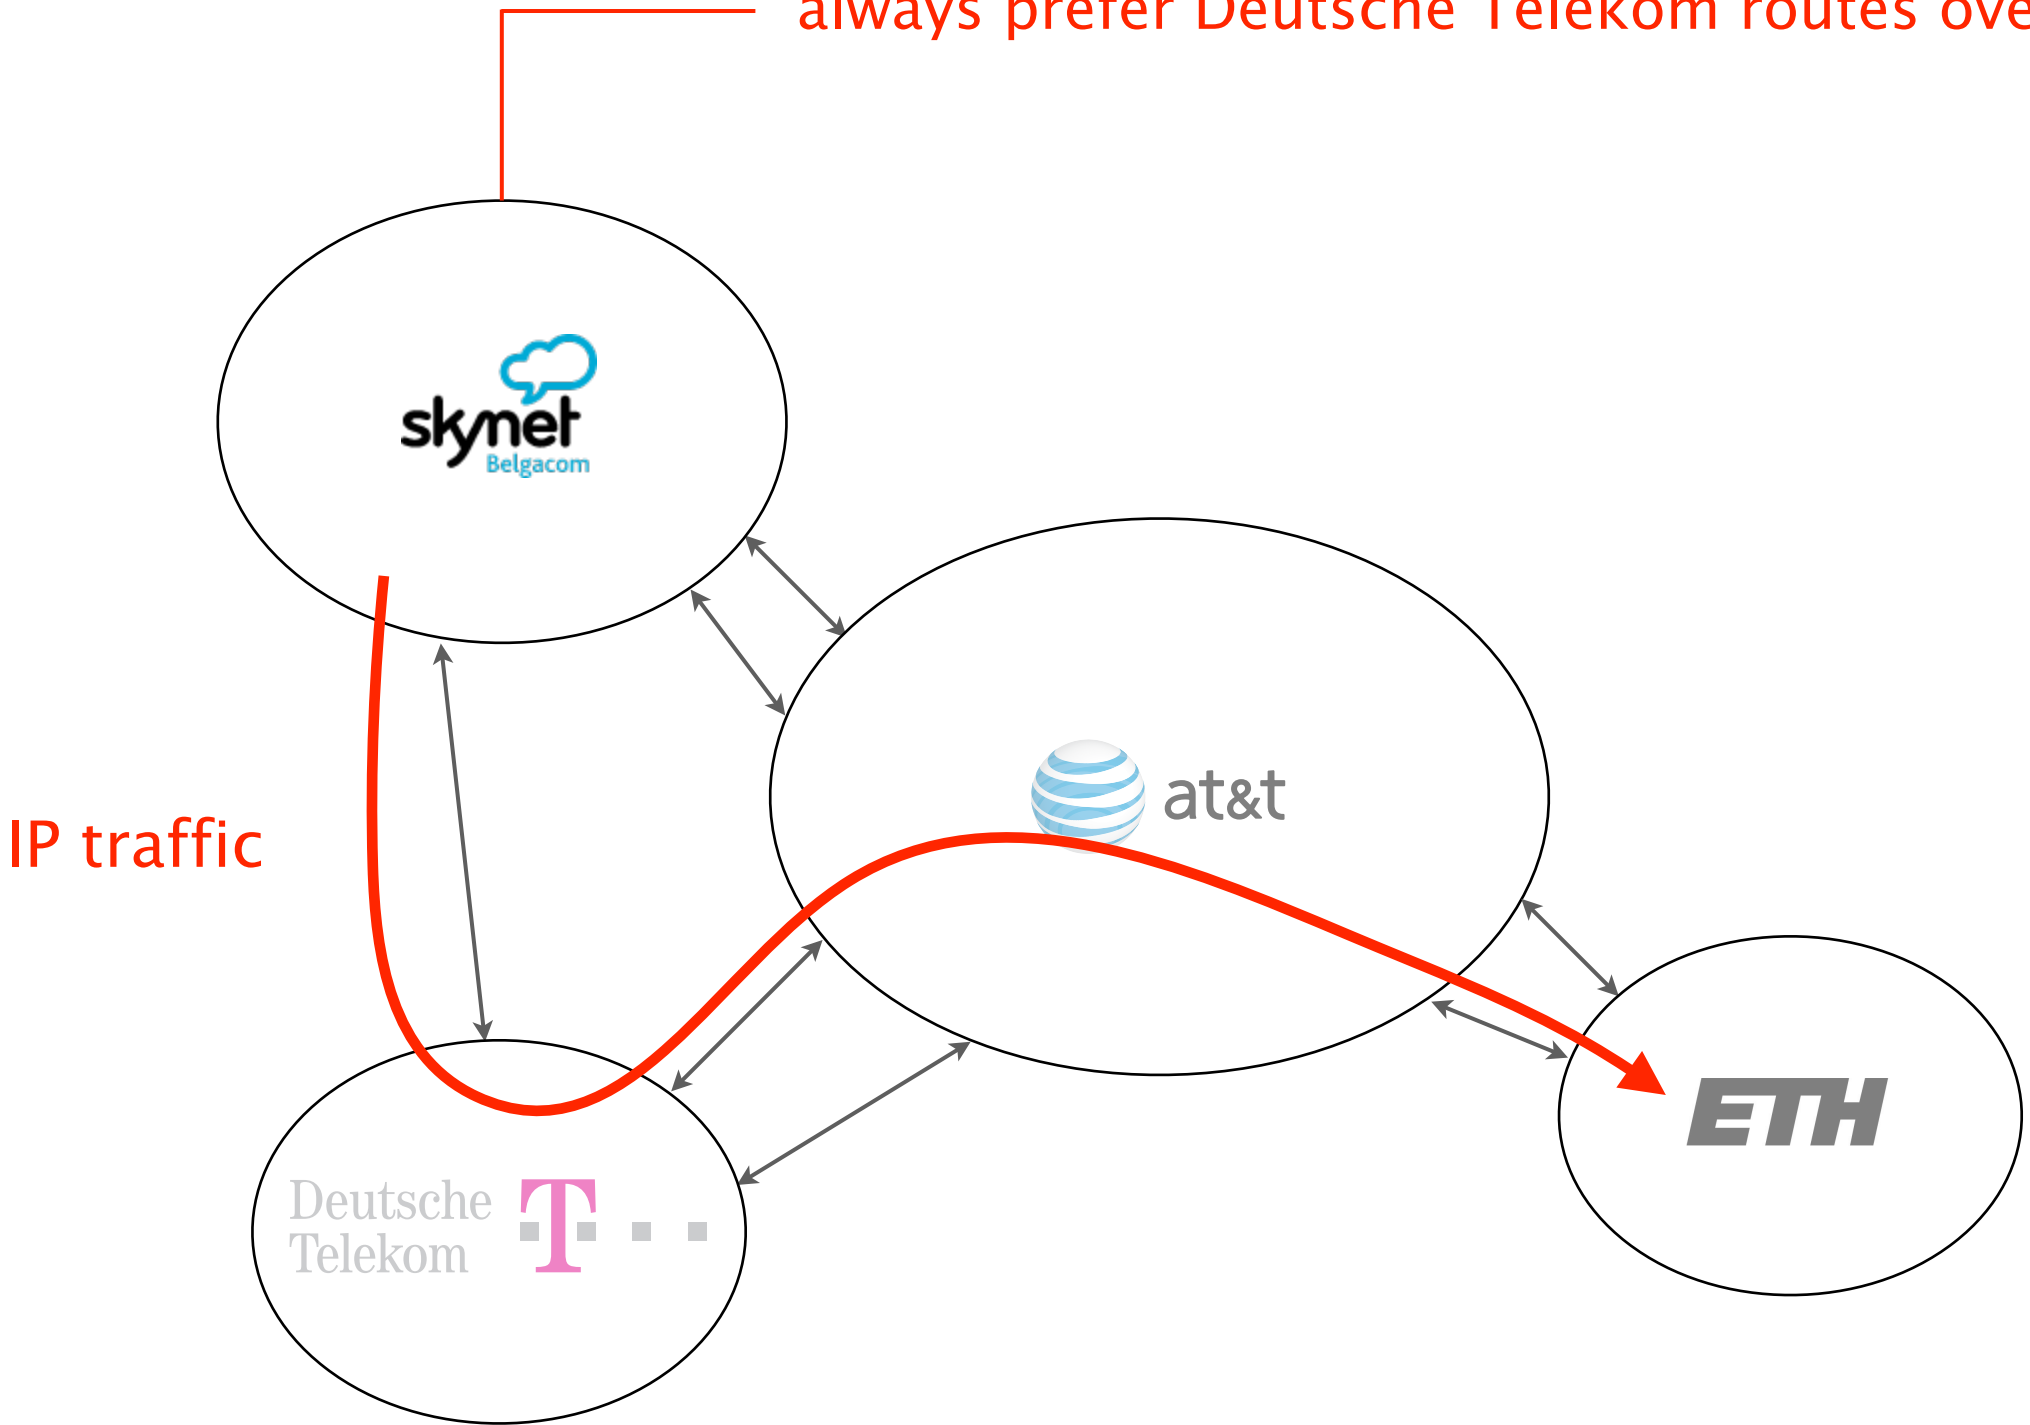 always prefer Deutsche Telekom routes ove
skynet
Belgacom
at&t
IP traffic
ETH
Deutsche
Telekom
T